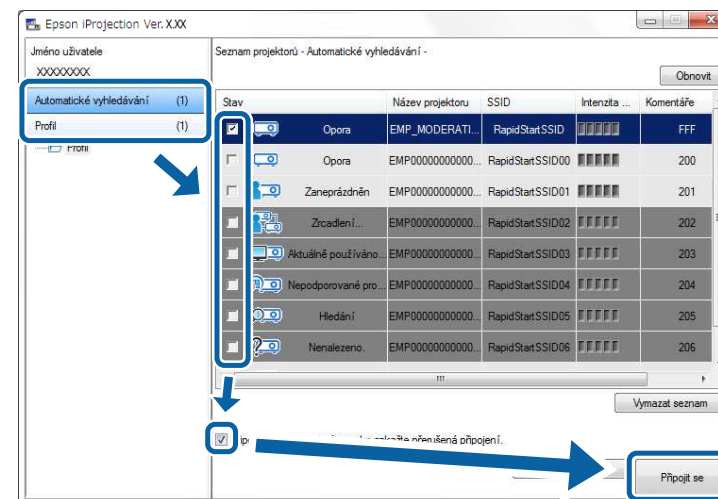 Epson iProjection Ver. X.XX
Jméno uživatele
XXXXXXXX
Automatické vyhledávání (1)
Profil (1)
Profil
Seznam projektorů - Automatické vyhledávání -
Obnovit
Stav Název projektoru SSID Intenzita ... Komentáře
Opora EMP_MODERATI... RapidStartSSID FFF
Opora EMP00000000000... RapidStartSSID00 200
Zaneprázdněn EMP00000000000... RapidStartSSID01 201
Zrcadlení... EMP00000000000... RapidStartSSID02 202
Aktuálně používáno... EMP00000000000... RapidStartSSID03 203
Nepodporované pro... EMP00000000000... RapidStartSSID04 204
Hledání EMP00000000000... RapidStartSSID05 205
Nenalezeno. EMP00000000000... RapidStartSSID06 206
Vymazat seznam
přerušená připojení.
Připojit se